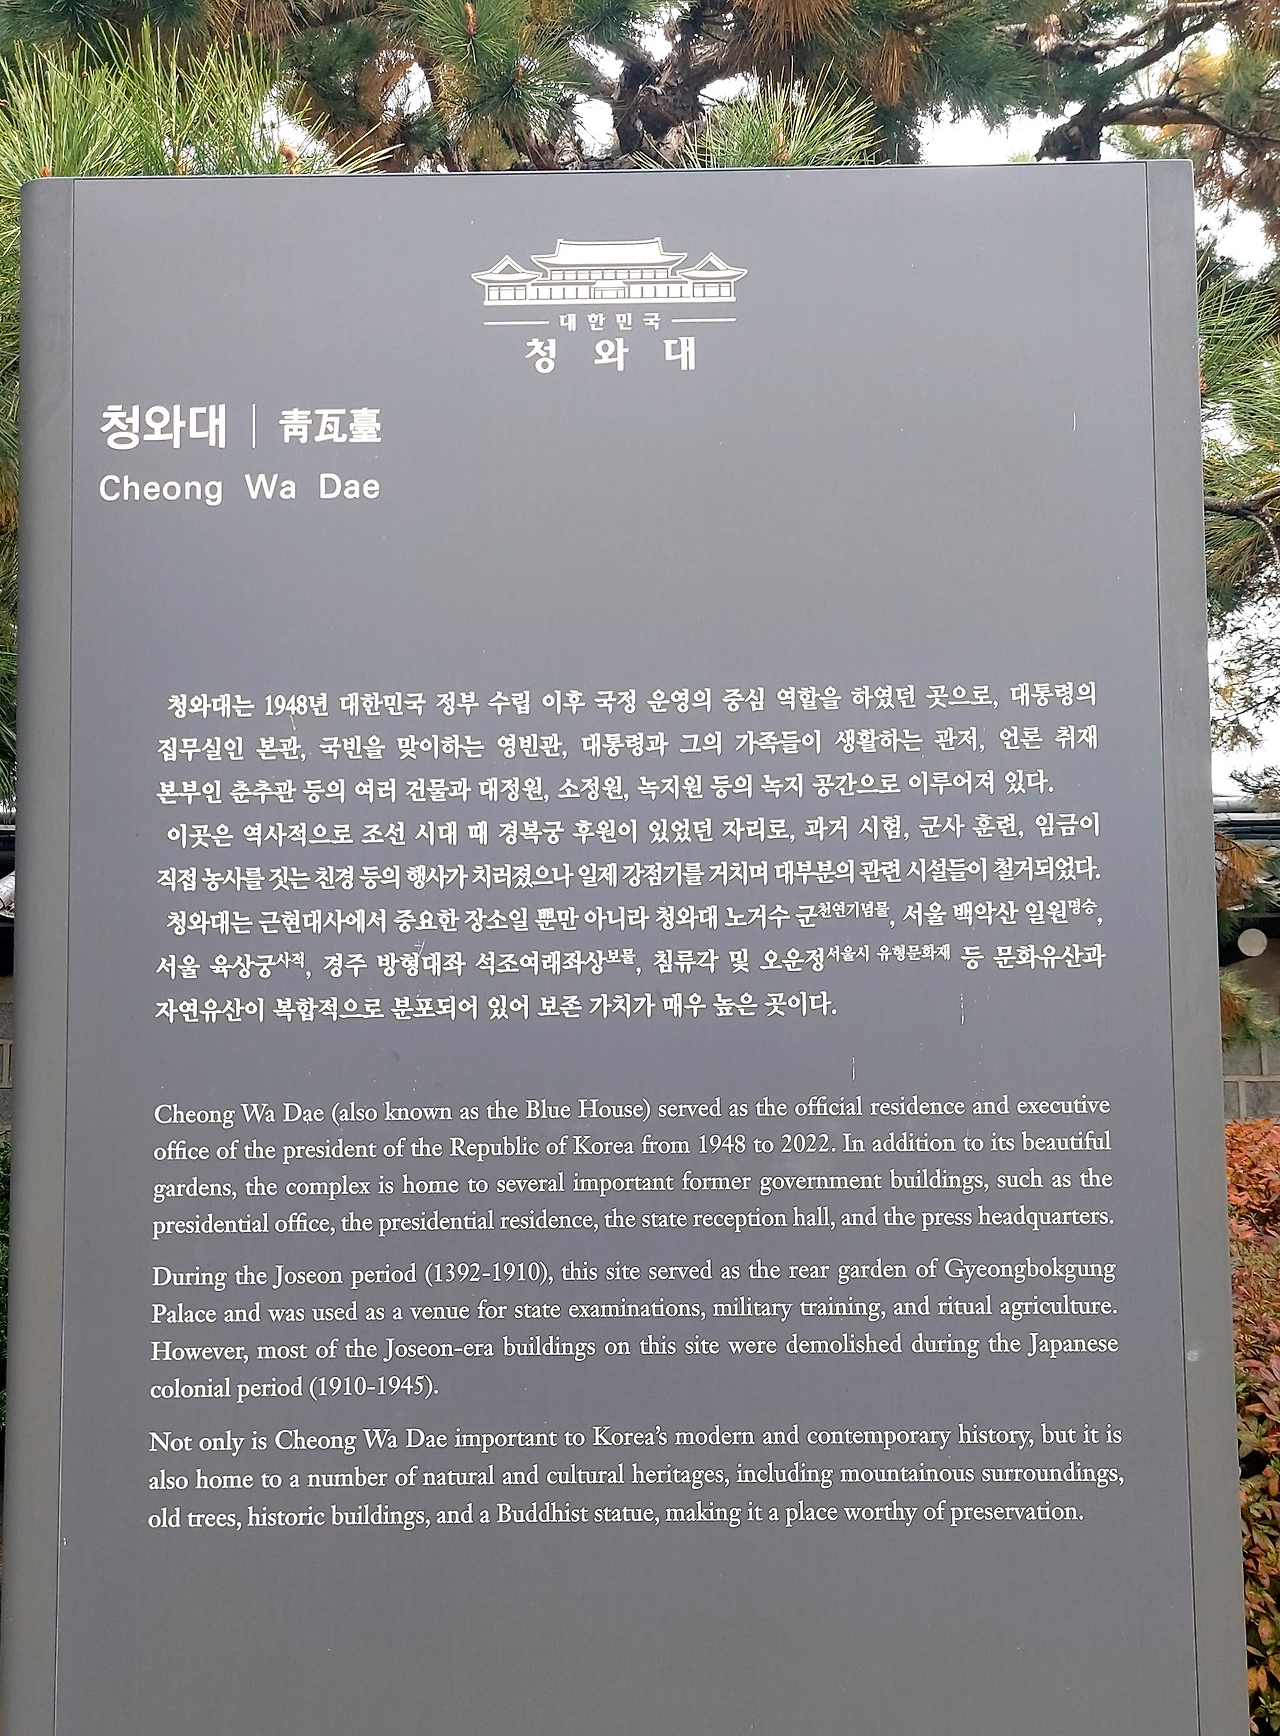 대한민국
청와대
청와대 | 靑瓦臺
Cheong Wa Dae
청와대는 1948년 대한민국 정부 수립 이후 국정 운영의 중심 역할을 하였던 곳으로, 대통령의
집무실인 본관, 국빈을 맞이하는 영빈관, 대통령과 그의 가족들이 생활하는 관저, 언론 취재
본부인 춘추관 등의 여러 건물과 대정원, 소정원, 녹지원 등의 녹지 공간으로 이루어져 있다.
이곳은 역사적으로 조선 시대 때 경복궁 후원이 있었던 자리로, 과거 시험, 군사 훈련, 임금이
직접 농사를 짓는 친경 등의 행사가 치러졌으나 일제 강점기를 거치며 대부분의 관련 시설들이 철거되었다.
청와대는 근현대사에서 중요한 장소일 뿐만 아니라 청와대 노거수 군천연기념물, 서울 백악산 일원명승,
서울 육상궁사적, 경주 방형대좌 석조여래좌상보물, 침류각 및 오운정서울시 유형문화재 등 문화유산과
자연유산이 복합적으로 분포되어 있어 보존 가치가 매우 높은 곳이다.
Cheong Wa Dae (also known as the Blue House) served as the official residence and executive
office of the president of the Republic of Korea from 1948 to 2022. In addition to its beautiful
gardens, the complex is home to several important former government buildings, such as the
presidential office, the presidential residence, the state reception hall, and the press headquarters.
During the Joseon period (1392-1910), this site served as the rear garden of Gyeongbokgung
Palace and was used as a venue for state examinations, military training, and ritual agriculture.
However, most of the Joseon-era buildings on this site were demolished during the Japanese
colonial period (1910-1945).
Not only is Cheong Wa Dae important to Korea's modern and contemporary history, but it is
also home to a number of natural and cultural heritages, including mountainous surroundings,
old trees, historic buildings, and a Buddhist statue, making it a place worthy of preservation.